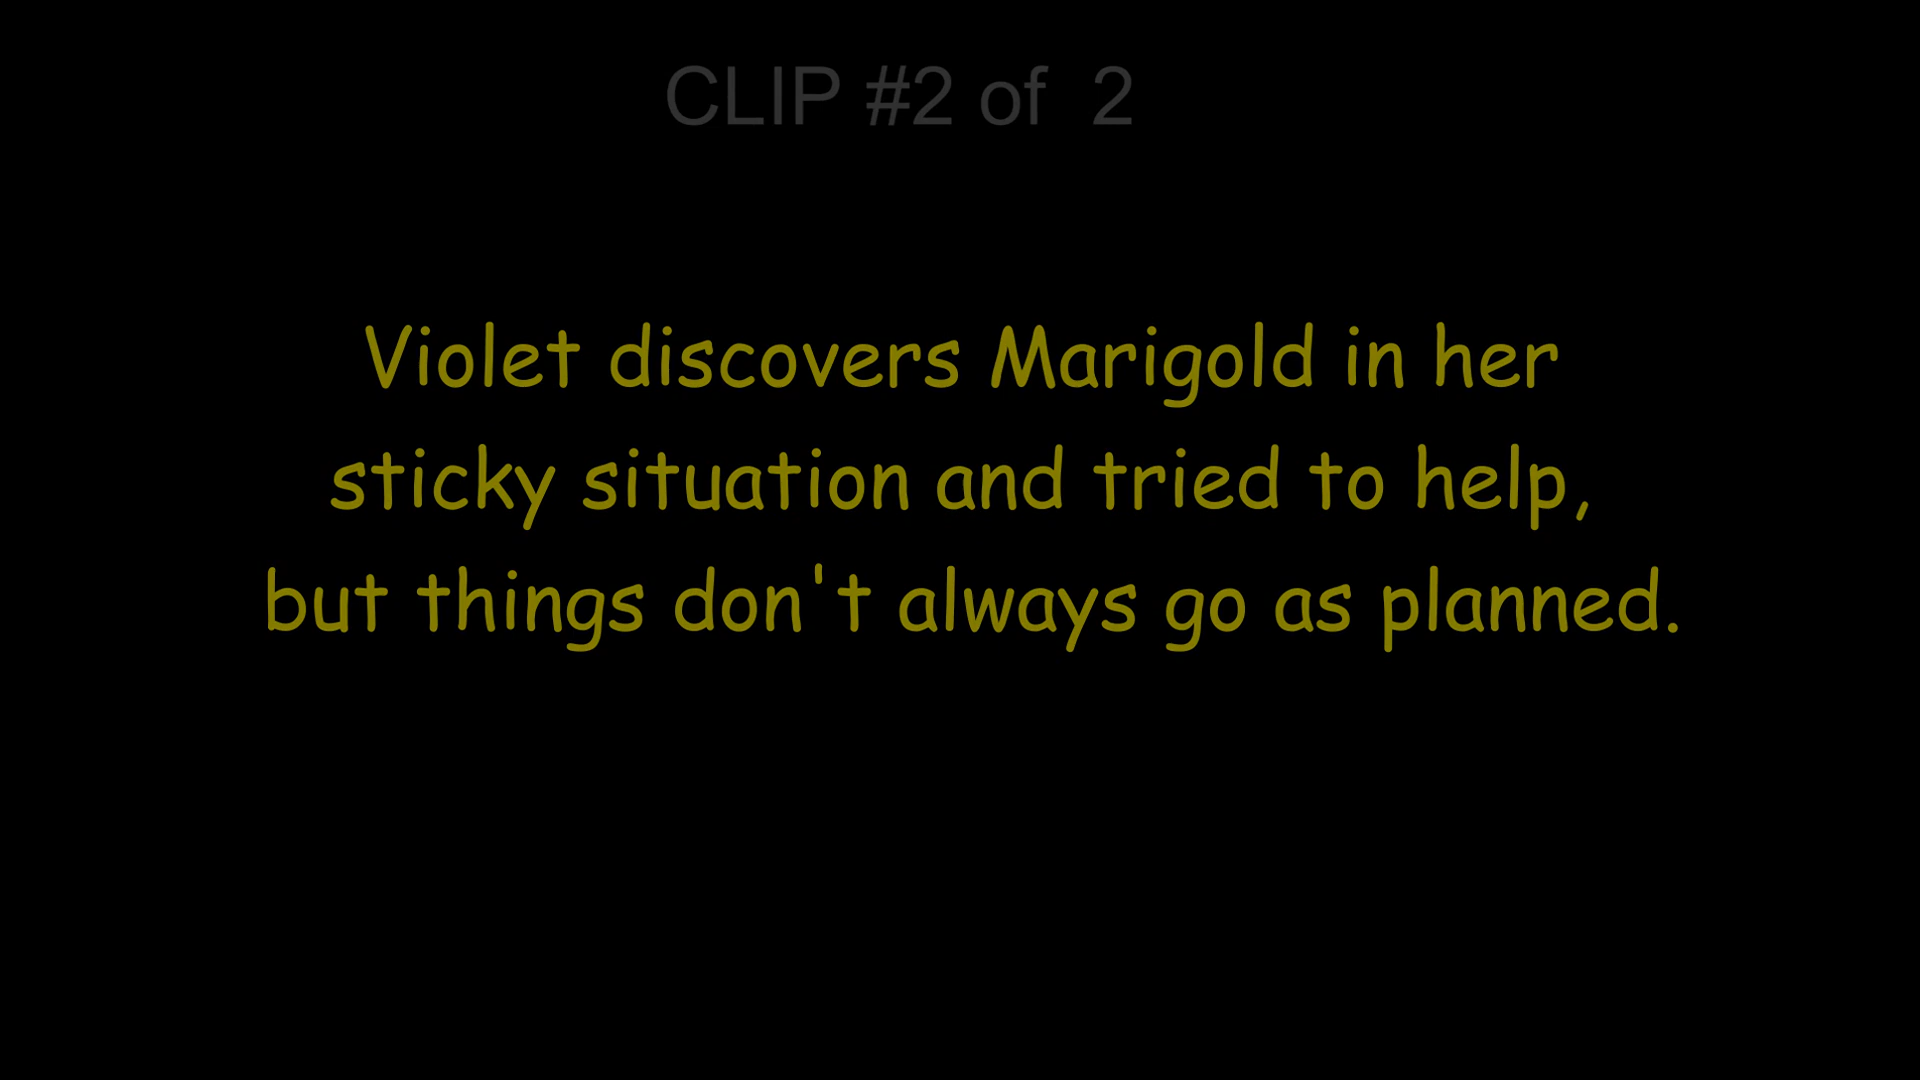 CLIP #2 of 2
Violet discovers Marigold in her
sticky situation and tried to help,
but things don't always go as planned.